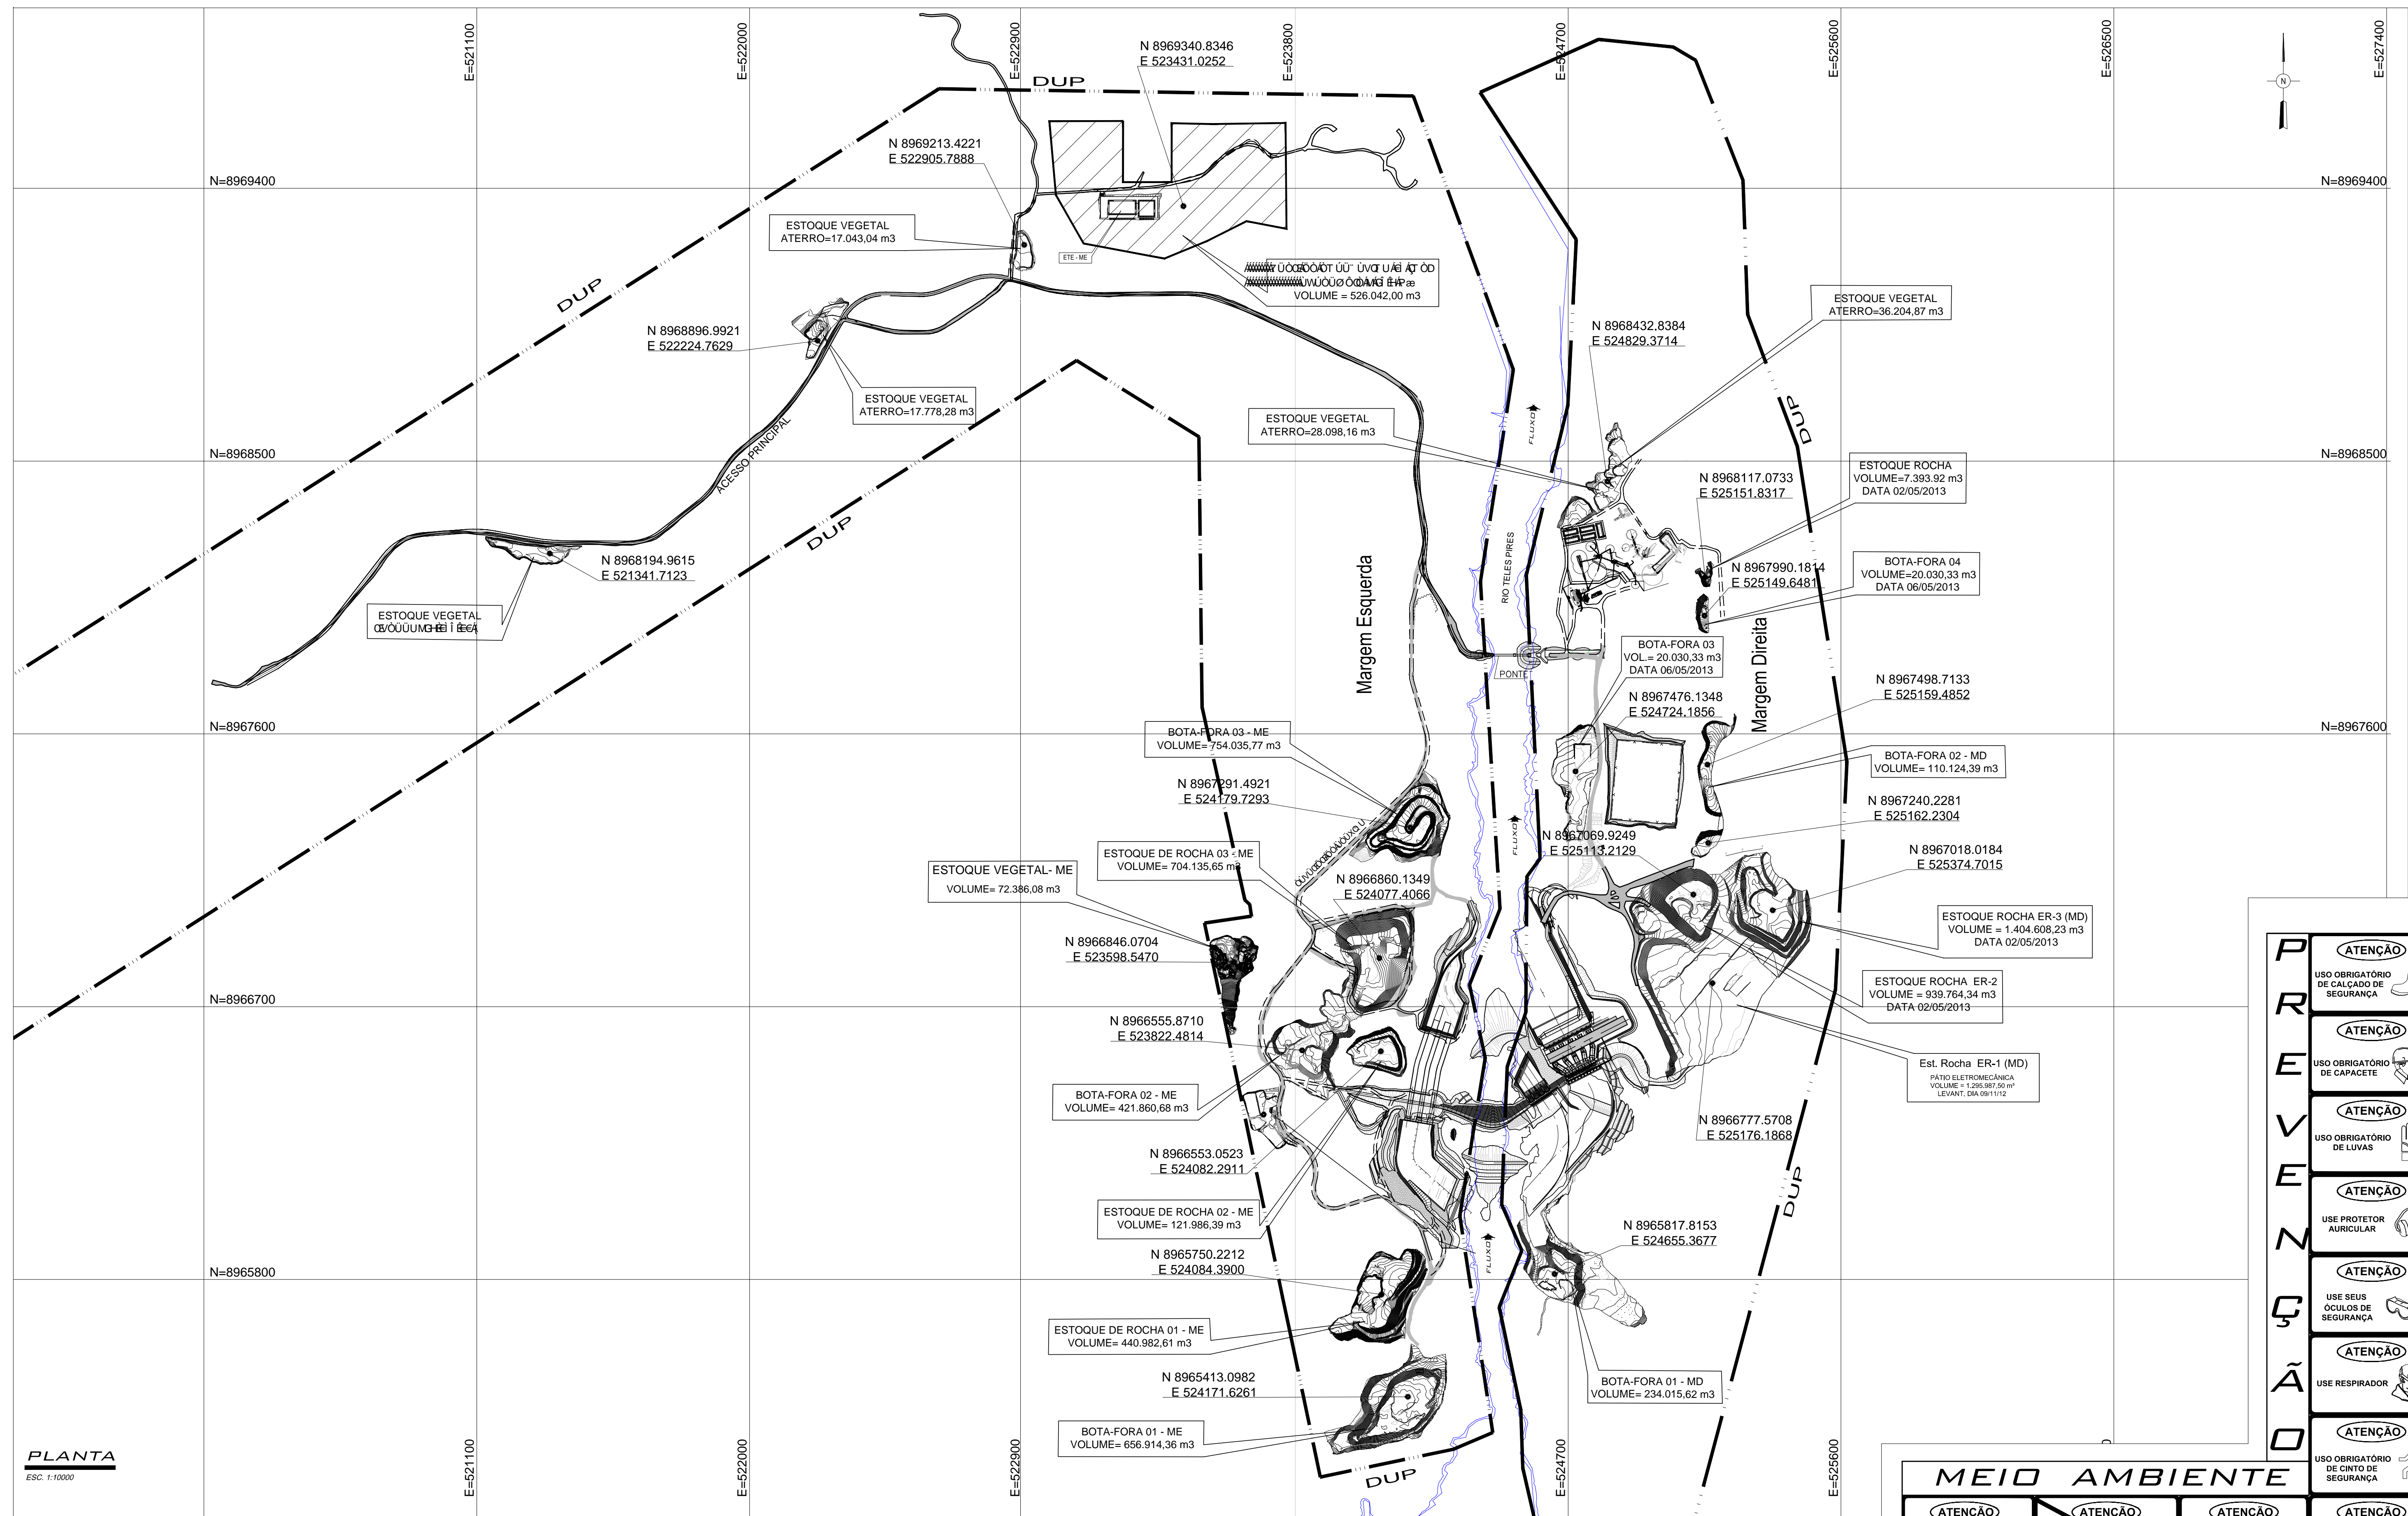 E=521100
E=522000
E=522900
E=523800
E=524700
E=525600
E=526500
E=527400
N
N 8969340.8346
E 523431.0252
DUP
N 8969213.4221
E 522905.7888
N=8969400
N=8969400
ESTOQUE VEGETAL
ATERRO=17.043,04 m3
ETE - ME
VOLUME = 526.042,00 m3
DUP
ESTOQUE VEGETAL
ATERRO=36.204,87 m3
N 8968896.9921
E 522224.7629
N 8968432.8384
E 524829.3714
ESTOQUE VEGETAL
ATERRO=17.778,28 m3
ESTOQUE VEGETAL
ATERRO=28.098,16 m3
FLUXO
DUP
ACESSO PRINCIPAL
N=8968500
N=8968500
ESTOQUE ROCHA
VOLUME=7.393.92 m3
DATA 02/05/2013
N 8968117.0733
E 525151.8317
DUP
N 8968194.9615
E 521341.7123
RIO TELES PIRES
N 8967990.1814
E 525149.6481
BOTA-FORA 04
VOLUME=20.030,33 m3
DATA 06/05/2013
ESTOQUE VEGETAL
Margem Esquerda
Margem Direita
BOTA-FORA 03
VOL.= 20.030,33 m3
DATA 06/05/2013
PONTE
N 8967476.1348
E 524724.1856
N 8967498.7133
E 525159.4852
N=8967600
N=8967600
BOTA-FORA 03 - ME
VOLUME= 754.035,77 m3
BOTA-FORA 02 - MD
VOLUME= 110.124,39 m3
N 8967291.4921
E 524179.7293
N 8967240.2281
E 525162.2304
FLUXO
N 8967069.9249
E 525113.2129
ESTOQUE DE ROCHA 03 - ME
VOLUME= 704.135,65 m3
N 8967018.0184
E 525374.7015
ESTOQUE VEGETAL- ME
VOLUME= 72.386,08 m3
N 8966860.1349
E 524077.4066
ESTOQUE ROCHA ER-3 (MD)
VOLUME = 1.404.608,23 m3
DATA 02/05/2013
N 8966846.0704
E 523598.5470
ESTOQUE ROCHA ER-2
VOLUME = 939.764,34 m3
DATA 02/05/2013
N=8966700
N 8966555.8710
E 523822.4814
Est. Rocha ER-1 (MD)
PÁTIO ELETROMECÂNICA
VOLUME = 1.295.987,50 m³
LEVANT, DIA 09/11/12
BOTA-FORA 02 - ME
VOLUME= 421.860,68 m3
N 8966777.5708
E 525176.1868
N 8966553.0523
E 524082.2911
DUP
ESTOQUE DE ROCHA 02 - ME
VOLUME= 121.986,39 m3
N 8965817.8153
E 524655.3677
FLUXO
N 8965750.2212
E 524084.3900
N=8965800
ESTOQUE DE ROCHA 01 - ME
VOLUME= 440.982,61 m3
N 8965413.0982
E 524171.6261
BOTA-FORA 01 - MD
VOLUME= 234.015,62 m3
BOTA-FORA 01 - ME
VOLUME= 656.914,36 m3
DUP
PLANTA
ESC. 1:10000
E=521100
E=522000
E=522900
E=524700
E=525600
PREVENÇÃO
ATENÇÃO
USO OBRIGATÓRIO
DE CALÇADO DE
SEGURANÇA
ATENÇÃO
USO OBRIGATÓRIO
DE CAPACETE
ATENÇÃO
USO OBRIGATÓRIO
DE LUVAS
ATENÇÃO
USE PROTETOR
AURICULAR
ATENÇÃO
USE SEUS
ÓCULOS DE
SEGURANÇA
ATENÇÃO
USE RESPIRADOR
ATENÇÃO
USO OBRIGATÓRIO
DE CINTO DE
SEGURANÇA
MEIO AMBIENTE
ATENÇÃO
ATENÇÃO
ATENÇÃO
ATENÇÃO